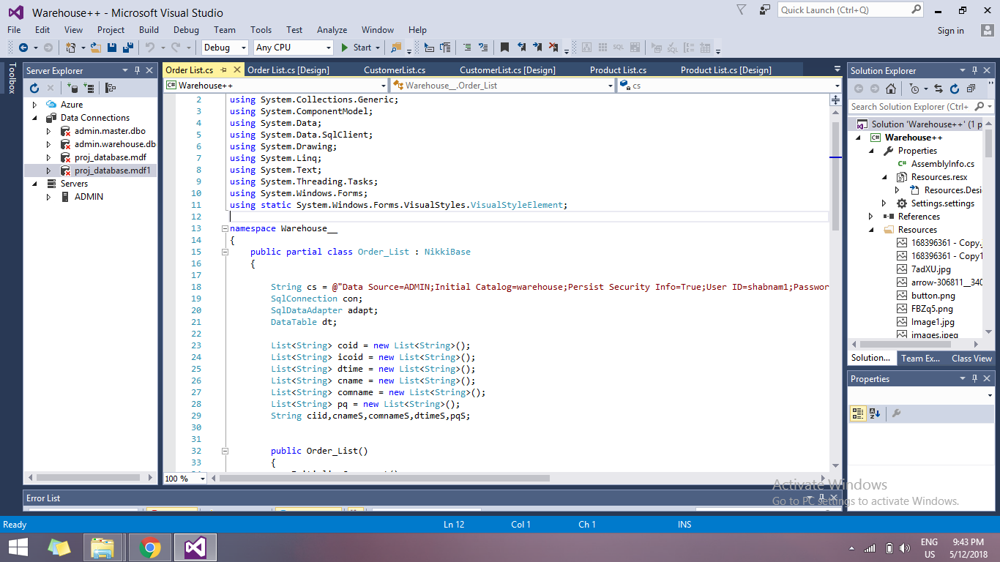 Warehouse++ - Microsoft Visual Studio
Quick Launch (Ctrl+Q)
File Edit View Project Build Debug Team Tools Test Analyze Window Help
Sign in
Debug Any CPU Start
Toolbox
Server Explorer
Azure
Data Connections
admin.master.dbo
admin.warehouse.db
proj_database.mdf
proj_database.mdf1
Servers
ADMIN
Order List.cs Order List.cs [Design] CustomerList.cs CustomerList.cs [Design] Product List.cs Product List.cs [Design]
Warehouse++ Warehouse__.Order_List cs
2 using System.Collections.Generic;
3 using System.ComponentModel;
4 using System.Data;
5 using System.Data.SqlClient;
6 using System.Drawing;
7 using System.Linq;
8 using System.Text;
9 using System.Threading.Tasks;
10 using System.Windows.Forms;
11 using static System.Windows.Forms.VisualStyles.VisualStyleElement;
12
13 namespace Warehouse__
14 {
15 public partial class Order_List : NikkiBase
16 {
17
18 String cs = @"Data Source=ADMIN;Initial Catalog=warehouse;Persist Security Info=True;User ID=shabnam1;Passwor
19 SqlConnection con;
20 SqlDataAdapter adapt;
21 DataTable dt;
22
23 List<String> coid = new List<String>();
24 List<String> icoid = new List<String>();
25 List<String> dtime = new List<String>();
26 List<String> cname = new List<String>();
27 List<String> comname = new List<String>();
28 List<String> pq = new List<String>();
29 String ciid,cnameS,comnameS,dtimeS,pqS;
30
31
32 public Order_List()
33 {
100 %
Solution Explorer
Search Solution Explorer (Ctrl+
Solution 'Warehouse++' (1 p
Warehouse++
Properties
AssemblyInfo.cs
Resources.resx
Resources.Desi
Settings.settings
References
Resources
168396361 - Copy.
168396361 - Copy1
7adXU.jpg
arrow-306811__340
button.png
FBZq5.png
Image1.jpg
images.jpeg
Solution... Team Ex... Class View
Properties
Error List
Activate Windows
Go to PC settings to activate Windows.
Ready Ln 12 Col 1 Ch 1 INS
ENG
US
9:43 PM
5/12/2018